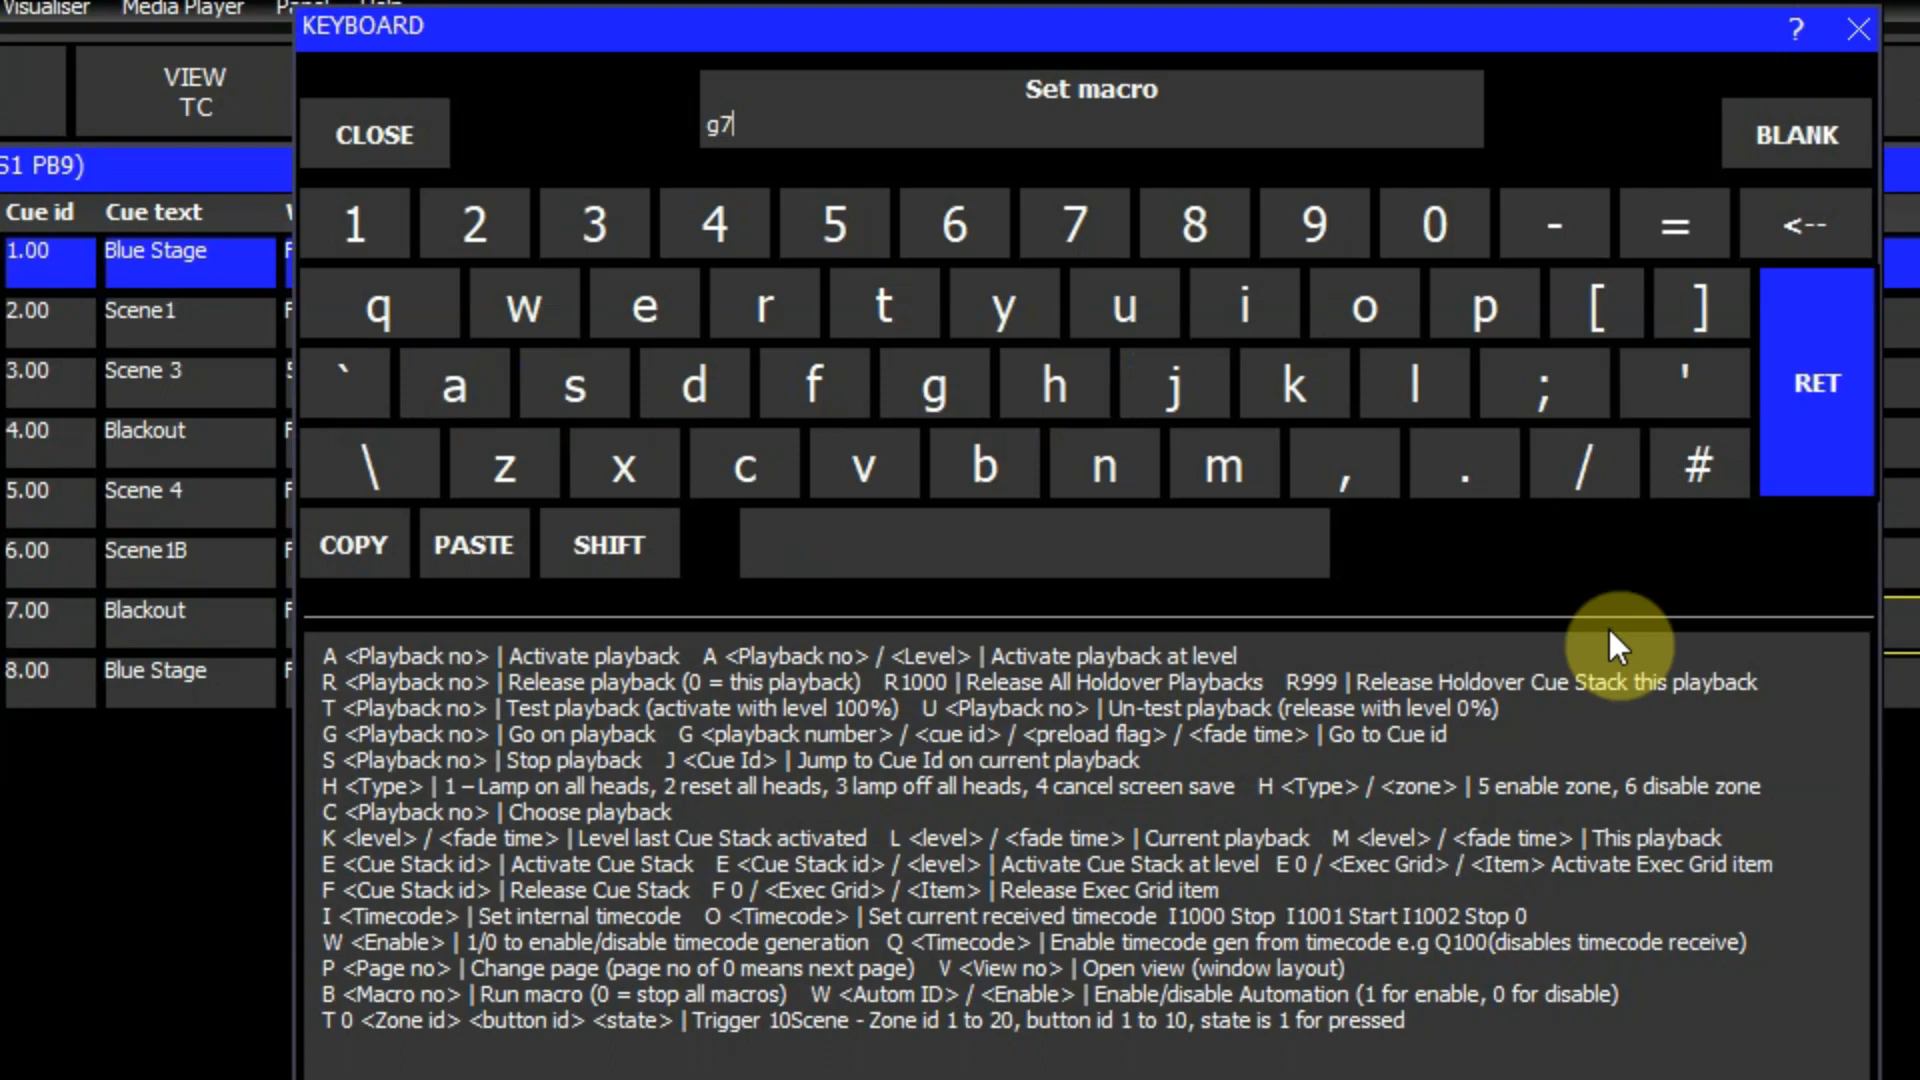 Visualiser Media Player
KEYBOARD
?
VIEW
TC
Set macro
g7
CLOSE
BLANK
S1 PB9)
Cue id Cue text
1.00 Blue Stage
2.00 Scene1
3.00 Scene 3
4.00 Blackout
5.00 Scene 4
6.00 Scene1B
7.00 Blackout
8.00 Blue Stage
1 2 3 4 5 6 7 8 9 0 - = <--
q w e r t y u i o p [ ]
` a s d f g h j k l ; ' RET
\ z x c v b n m , . / #
COPY PASTE SHIFT
A <Playback no> | Activate playback A <Playback no> / <Level> | Activate playback at level
R <Playback no> | Release playback (0 = this playback) R1000 | Release All Holdover Playbacks R999 | Release Holdover Cue Stack this playback
T <Playback no> | Test playback (activate with level 100%) U <Playback no> | Un-test playback (release with level 0%)
G <Playback no> | Go on playback G <playback number> / <cue id> / <preload flag> / <fade time> | Go to Cue id
S <Playback no> | Stop playback J <Cue Id> | Jump to Cue Id on current playback
H <Type> | 1 – Lamp on all heads, 2 reset all heads, 3 lamp off all heads, 4 cancel screen save H <Type> / <zone> | 5 enable zone, 6 disable zone
C <Playback no> | Choose playback
K <level> / <fade time> | Level last Cue Stack activated L <level> / <fade time> | Current playback M <level> / <fade time> | This playback
E <Cue Stack id> | Activate Cue Stack E <Cue Stack id> / <level> | Activate Cue Stack at level E 0 / <Exec Grid> / <Item> Activate Exec Grid item
F <Cue Stack id> | Release Cue Stack F 0 / <Exec Grid> / <Item> | Release Exec Grid item
I <Timecode> | Set internal timecode O <Timecode> | Set current received timecode I1000 Stop I1001 Start I1002 Stop 0
W <Enable> | 1/0 to enable/disable timecode generation Q <Timecode> | Enable timecode gen from timecode e.g Q100(disables timecode receive)
P <Page no> | Change page (page no of 0 means next page) V <View no> | Open view (window layout)
B <Macro no> | Run macro (0 = stop all macros) W <Autom ID> / <Enable> | Enable/disable Automation (1 for enable, 0 for disable)
T 0 <Zone id> <button id> <state> | Trigger 10Scene - Zone id 1 to 20, button id 1 to 10, state is 1 for pressed